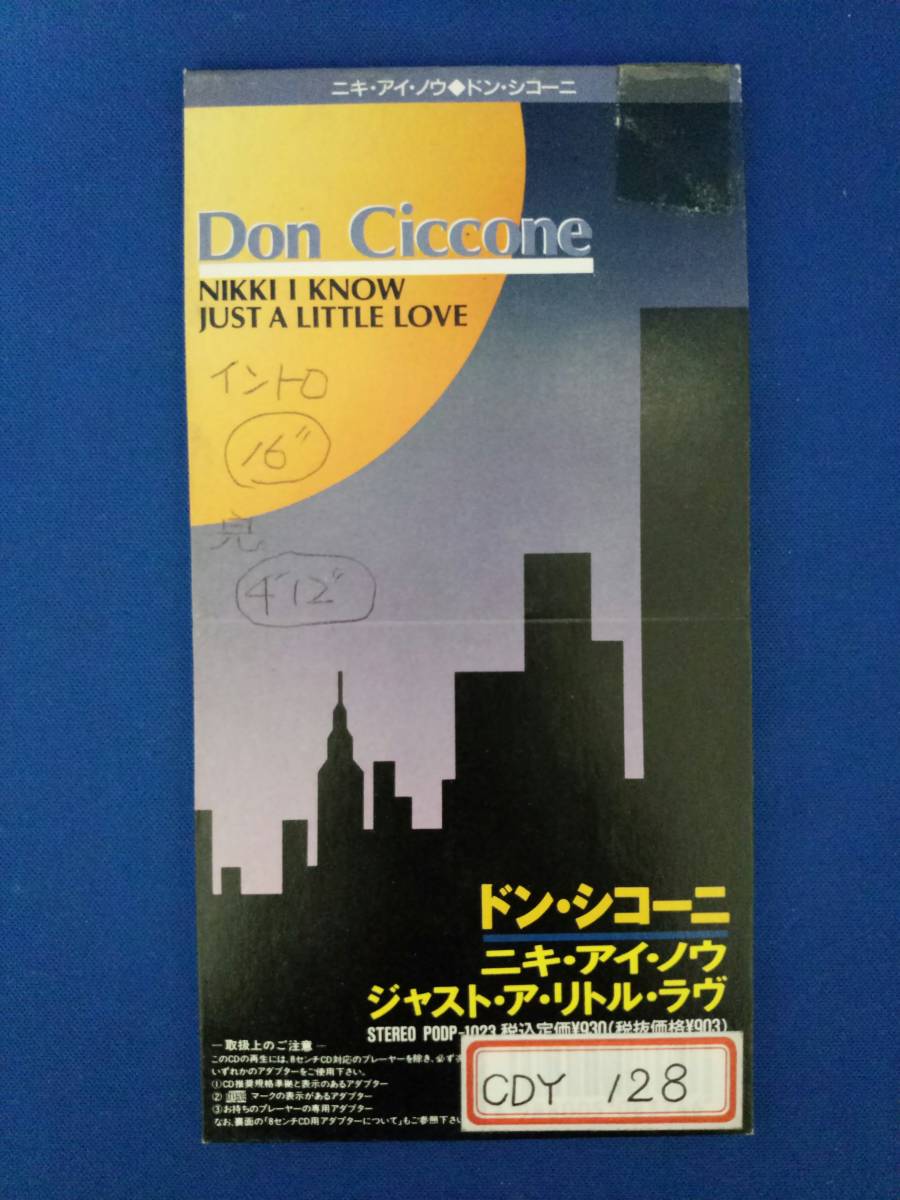 ニキ・アイ・ノウ◆ドン・シコーニ
Don Ciccone
NIKKI I KNOW
JUST A LITTLE LOVE
イントロ
16"
完
4'12"
ドン・シコーニ
ニキ・アイ・ノウ
ジャスト・ア・リトル・ラヴ
STEREO PODP-1023 税込定価¥930(税抜価格¥903)
―取扱上のご注意―
このCDの再生には、8センチCD対応のプレーヤーを除き、必ず
いずれかのアダプターをご使用下さい。
①CD推奨規格準拠と表示のあるアダプター
② マークの表示があるアダプター
③お持ちのプレーヤーの専用アダプター
なお、裏面の「8センチCD用アダプターについて」もご参照下さい
CDY 128